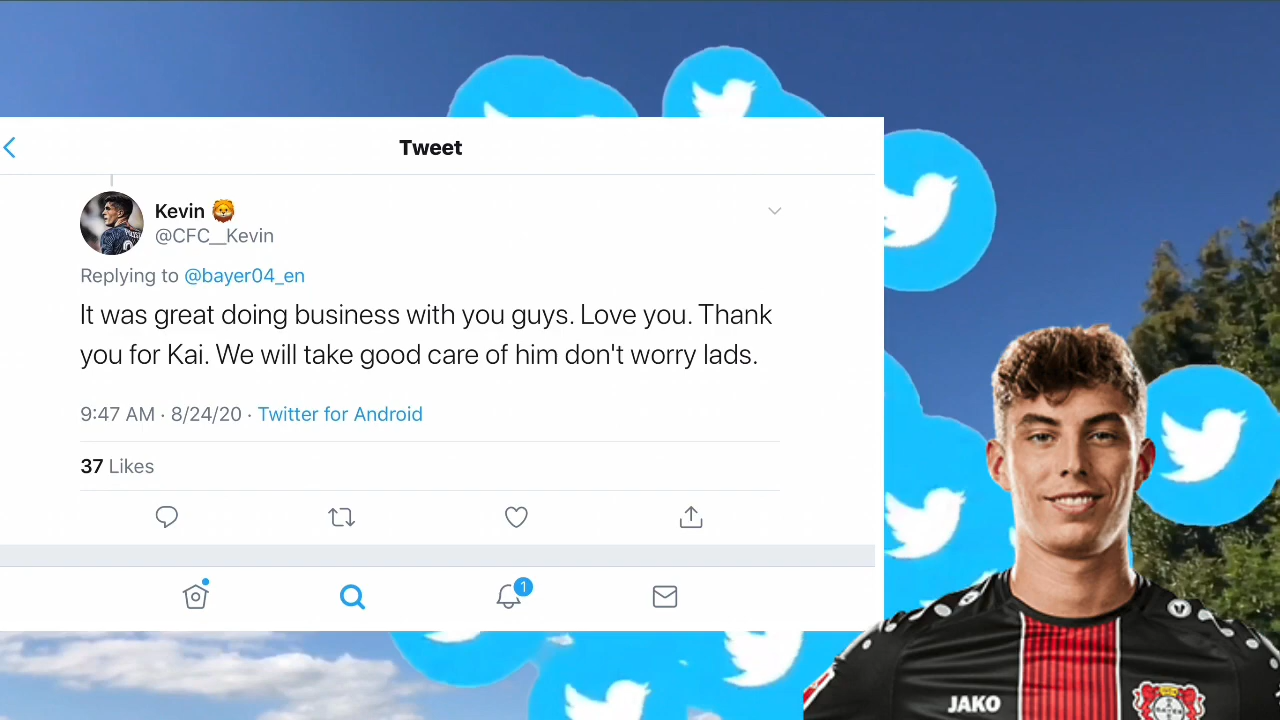 Tweet
Kevin 🦁
@CFC__Kevin
Replying to @bayer04_en
It was great doing business with you guys. Love you. Thank
you for Kai. We will take good care of him don't worry lads.
9:47 AM · 8/24/20 · Twitter for Android
37 Likes
1
JAKO